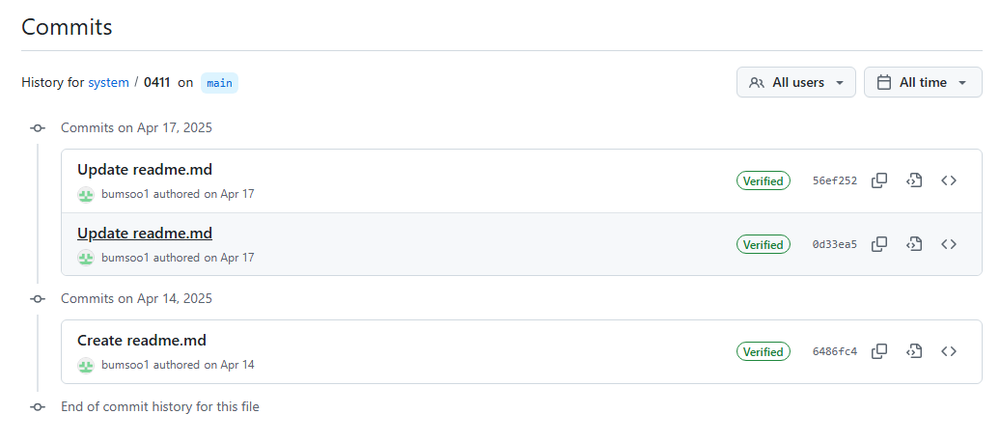 Commits
History for system / 0411 on main
All users
All time
Commits on Apr 17, 2025
Update readme.md
Verified
56ef252
bumsoo1 authored on Apr 17
Update readme.md
Verified
0d33ea5
bumsoo1 authored on Apr 17
Commits on Apr 14, 2025
Create readme.md
Verified
6486fc4
bumsoo1 authored on Apr 14
End of commit history for this file